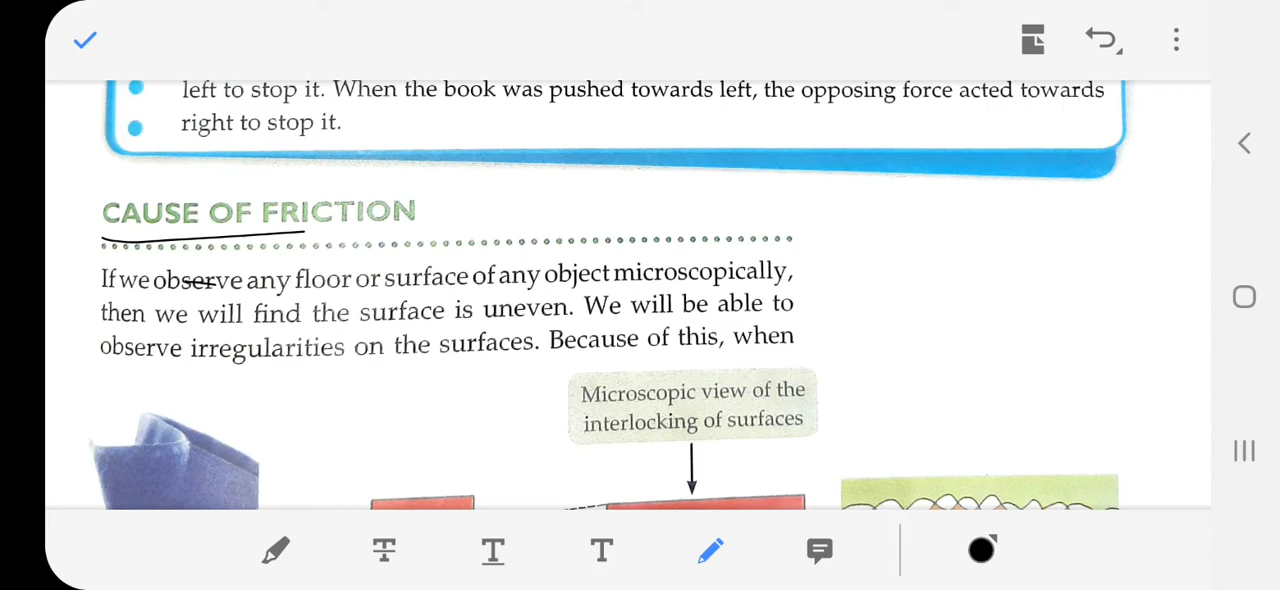 left to stop it. When the book was pushed towards left, the opposing force acted towards
right to stop it.
CAUSE OF FRICTION
If we observe any floor or surface of any object microscopically,
then we will find the surface is uneven. We will be able to
observe irregularities on the surfaces. Because of this, when
Microscopic view of the
interlocking of surfaces
T
T
T